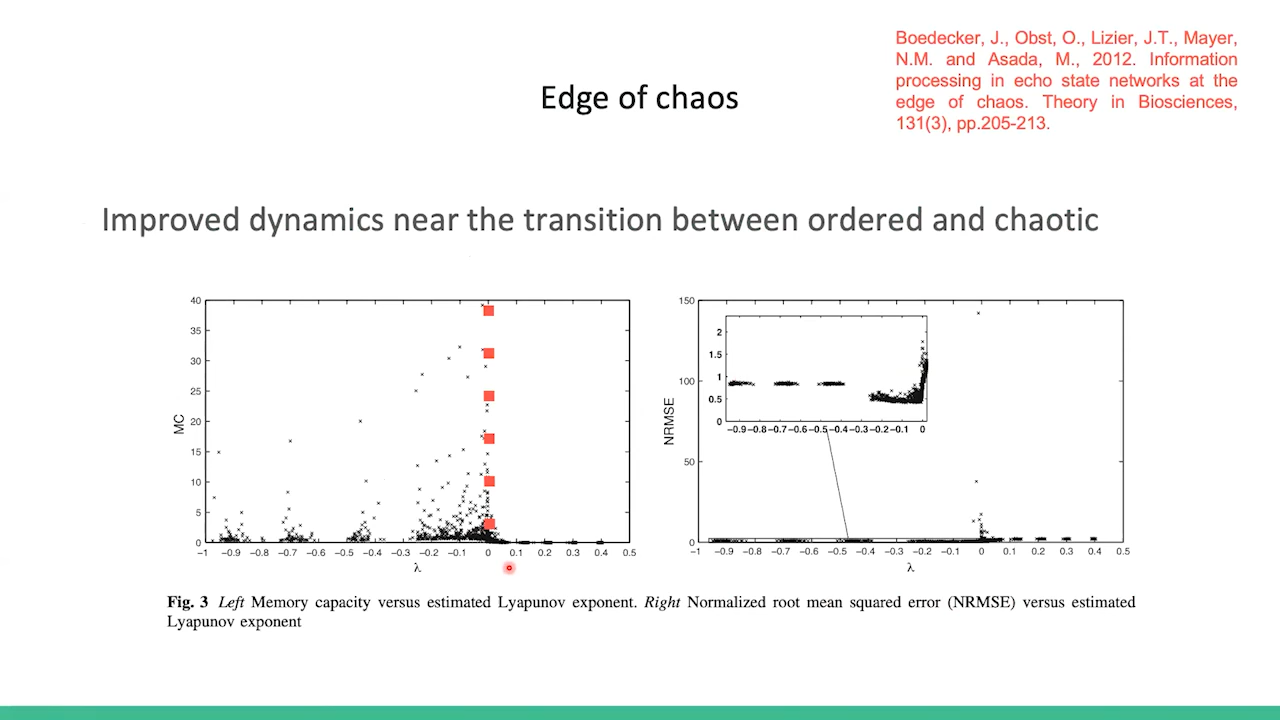 Boedecker, J., Obst, O., Lizier, J.T., Mayer,
N.M. and Asada, M., 2012. Information
processing in echo state networks at the
edge of chaos. Theory in Biosciences,
131(3), pp.205-213.
Edge of chaos
Improved dynamics near the transition between ordered and chaotic
40
35
30
25
20
15
10
5
0
MC
−1 −0.9 −0.8 −0.7 −0.6 −0.5 −0.4 −0.3 −0.2 −0.1 0 0.1 0.2 0.3 0.4 0.5
λ
150
100
50
0
NRMSE
2
1.5
1
0.5
0
−0.9 −0.8 −0.7 −0.6 −0.5 −0.4 −0.3 −0.2 −0.1 0
−1 −0.9 −0.8 −0.7 −0.6 −0.5 −0.4 −0.3 −0.2 −0.1 0 0.1 0.2 0.3 0.4 0.5
λ
Fig. 3 Left Memory capacity versus estimated Lyapunov exponent. Right Normalized root mean squared error (NRMSE) versus estimated
Lyapunov exponent